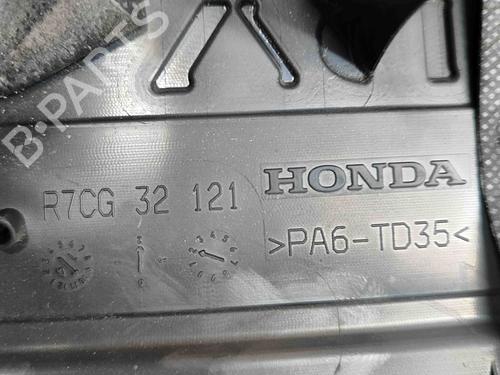 B-PARTS
HONDA
R7CG 32 121
>PA6-TD35<